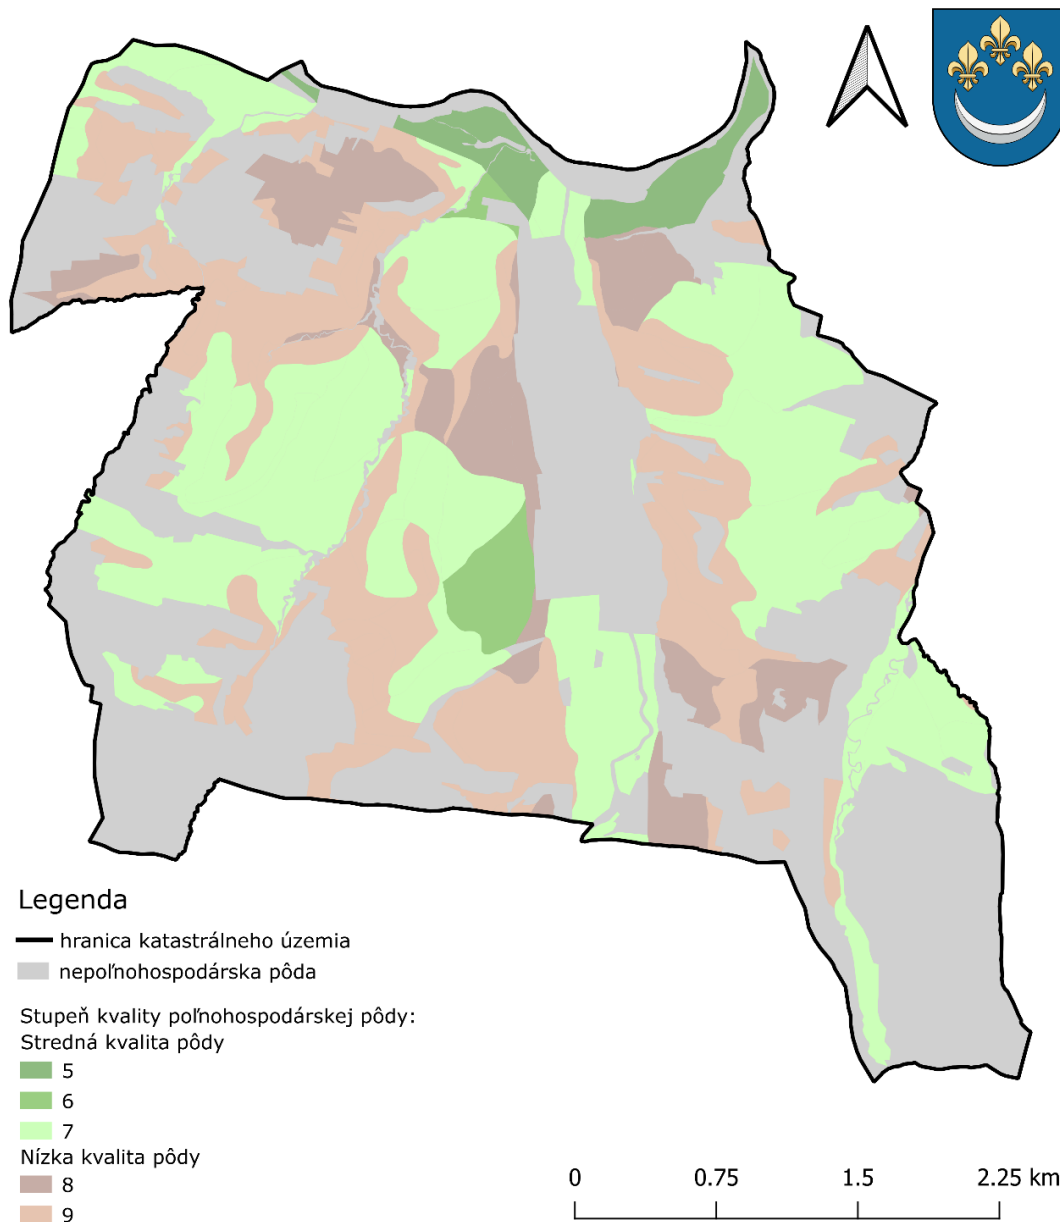 Legenda
hranica katastrálneho územia
nepoľnohospodárska pôda
Stupeň kvality poľnohospodárskej pôdy:
Stredná kvalita pôdy
5
6
7
Nízka kvalita pôdy
8
9
0 0.75 1.5 2.25 km